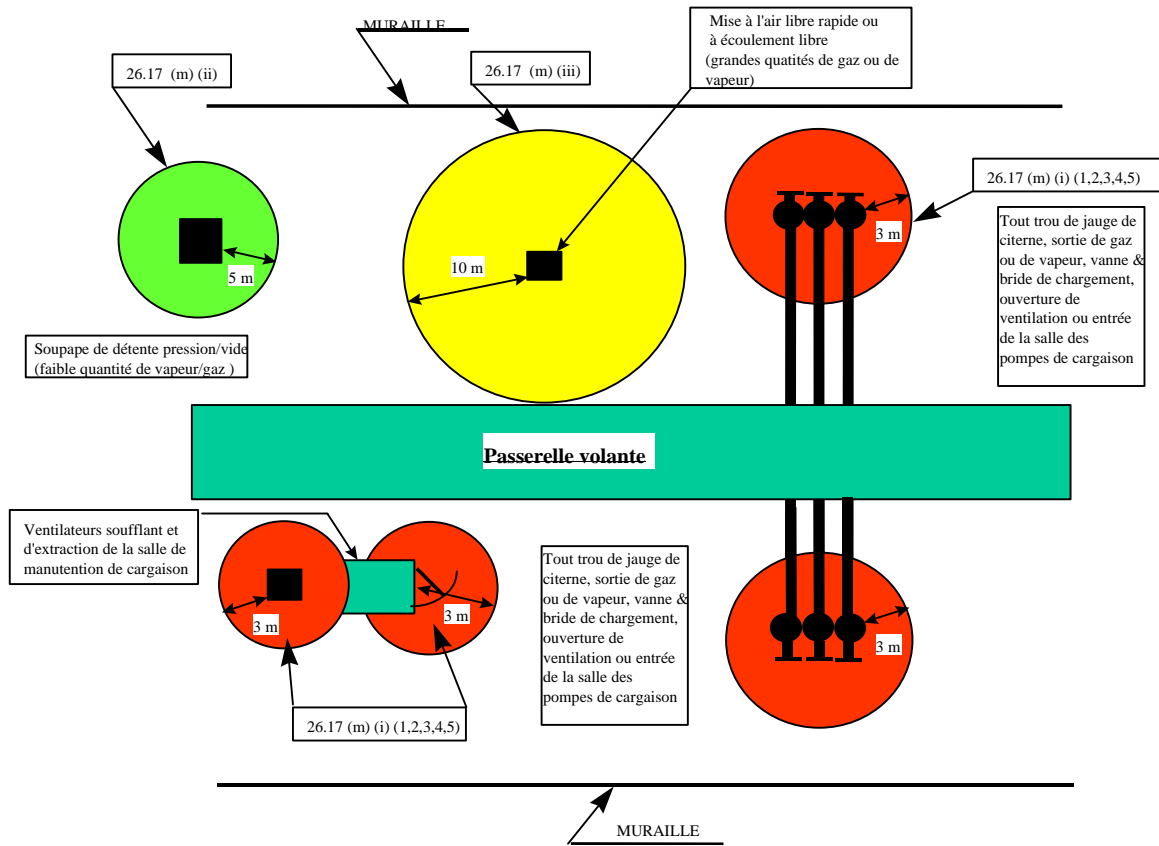 MURAILLE
Mise à l'air libre rapide ou
à écoulement libre
(grandes quatités de gaz ou de
vapeur)
26.17 (m) (ii)
26.17 (m) (iii)
26.17 (m) (i) (1,2,3,4,5)
3 m
5 m
10 m
Tout trou de jauge de
citerne, sortie de gaz
ou de vapeur, vanne &
bride de chargement,
ouverture de
ventilation ou entrée
de la salle des
pompes de cargaison
Soupape de détente pression/vide
(faible quantité de vapeur/gaz )
Passerelle volante
Ventilateurs soufflant et
d'extraction de la salle de
manutention de cargaison
Tout trou de jauge de
citerne, sortie de gaz
ou de vapeur, vanne &
bride de chargement,
ouverture de
ventilation ou entrée
de la salle des
pompes de cargaison
3 m
3 m
3 m
26.17 (m) (i) (1,2,3,4,5)
MURAILLE